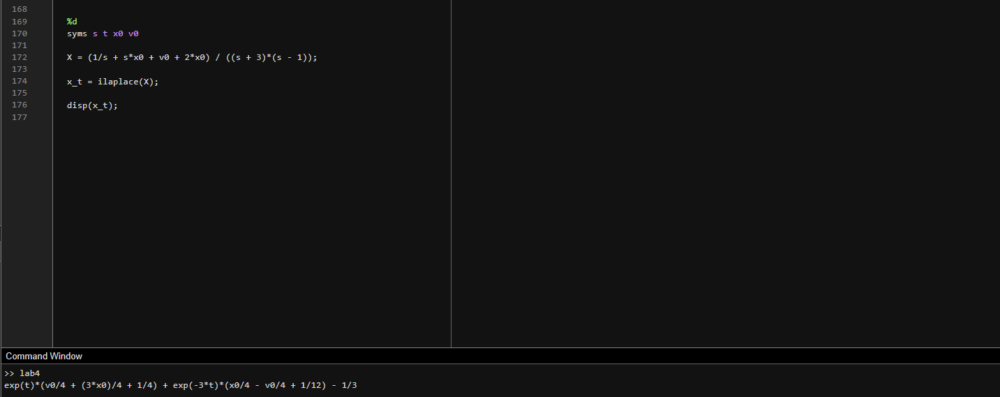 168
169 %d
170 syms s t x0 v0
171
172 X = (1/s + s*x0 + v0 + 2*x0) / ((s + 3)*(s - 1));
173
174 x_t = ilaplace(X);
175
176 disp(x_t);
177
Command Window
>> lab4
exp(t)*(v0/4 + (3*x0)/4 + 1/4) + exp(-3*t)*(x0/4 - v0/4 + 1/12) - 1/3